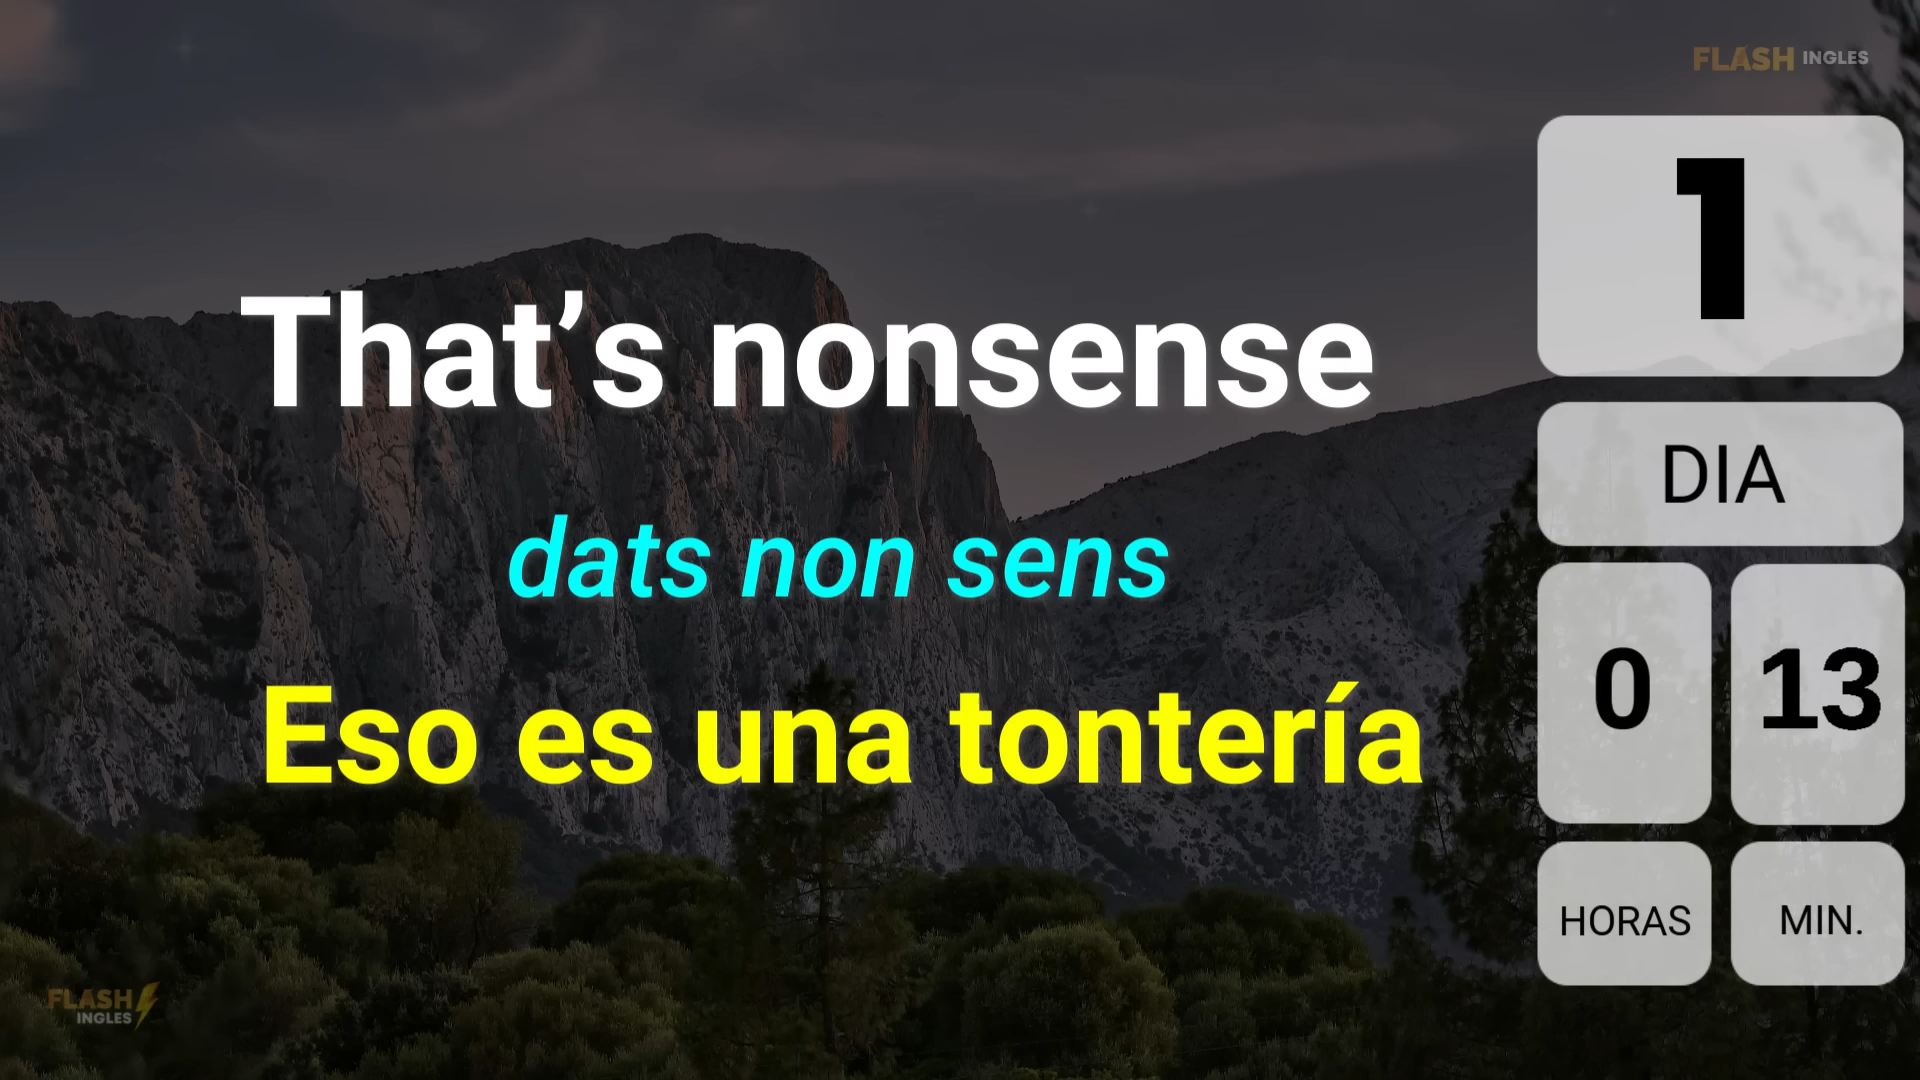 FLASH INGLES
1
DIA
That’s nonsense
dats non sens
Eso es una tontería
0 13
HORAS MIN.
FLASH
INGLES